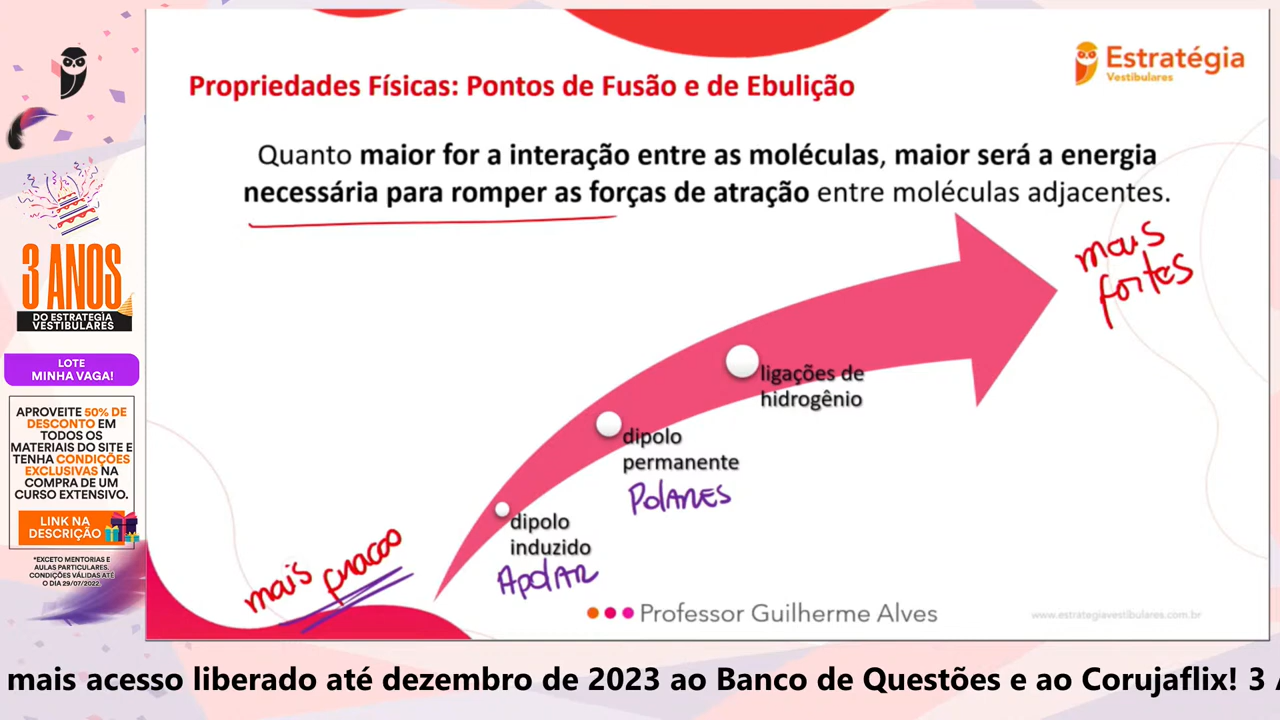 Propriedades Físicas: Pontos de Fusão e de Ebulição
Estratégia
Vestibulares
Quanto maior for a interação entre as moléculas, maior será a energia
necessária para romper as forças de atração entre moléculas adjacentes.
mais
fortes
ligações de
hidrogênio
dipolo
permanente
POLARES
dipolo
induzido
APOLAR
mais fracas
Professor Guilherme Alves
www.estrategiavestibulares.com.br
3 ANOS
DO ESTRATEGIA
VESTIBULARES
LOTE
MINHA VAGA!
APROVEITE 50% DE
DESCONTO EM
TODOS OS
MATERIAIS DO SITE E
TENHA CONDIÇÕES
EXCLUSIVAS NA
COMPRA DE UM
CURSO EXTENSIVO.
LINK NA
DESCRIÇÃO
*EXCETO MENTORIAS E
AULAS PARTICULARES.
CONDIÇÕES VÁLIDAS ATÉ
O DIA 29/07/2022.
mais acesso liberado até dezembro de 2023 ao Banco de Questões e ao Corujaflix! 3 A